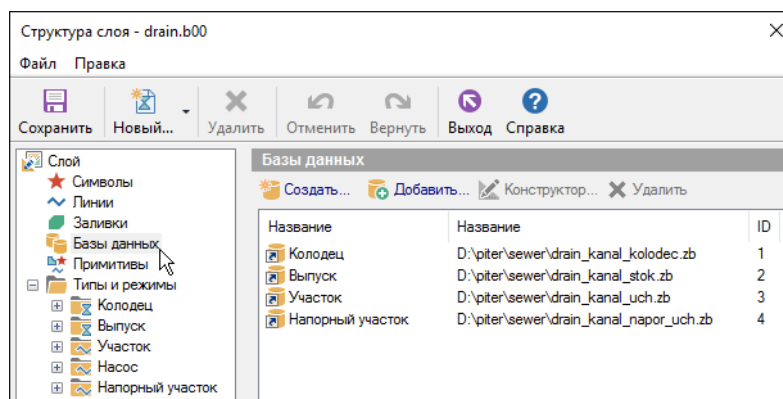 Структура слоя - drain.b00
Файл Правка
Сохранить Новый... Удалить Отменить Вернуть Выход Справка
Слой
Символы
Линии
Заливки
Базы данных
Примитивы
Типы и режимы
Колодец
Выпуск
Участок
Насос
Напорный участок
Базы данных
Создать... Добавить... Конструктор... Удалить
Название Название ID
Колодец D:\piter\sewer\drain_kanal_kolodec.zb 1
Выпуск D:\piter\sewer\drain_kanal_stok.zb 2
Участок D:\piter\sewer\drain_kanal_uch.zb 3
Напорный участок D:\piter\sewer\drain_kanal_napor_uch.zb 4